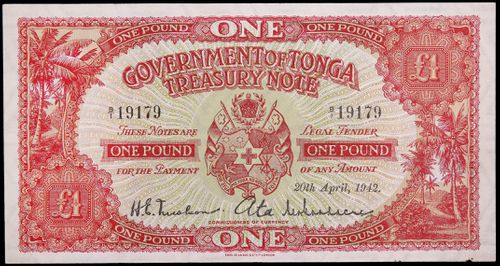 ONE
ONE POUND
ONE POUND
GOVERNMENT OF TONGA
TREASURY NOTE
£1
B/1 19179
B/1 19179
THESE NOTES ARE
LEGAL TENDER
ONE POUND
ONE POUND
FOR THE PAYMENT
OF ANY AMOUNT
20th April, 1942.
Ata
COMMISSIONERS OF CURRENCY
£1
ONE POUND
ONE
ONE POUND